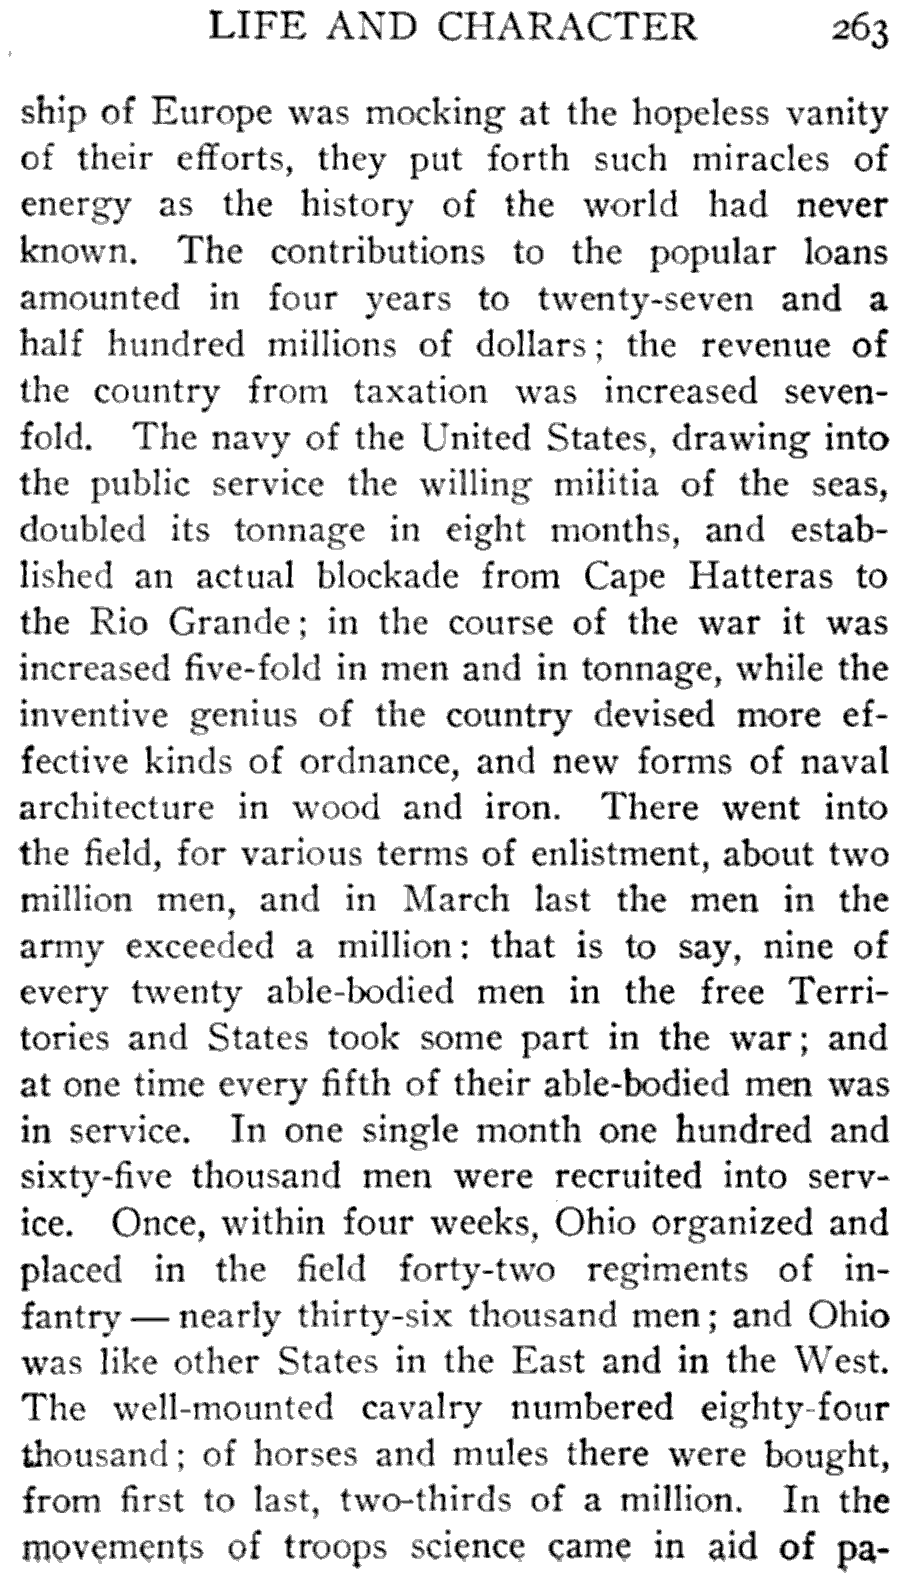 LIFE AND CHARACTER 263
ship of Europe was mocking at the hopeless vanity
of their efforts, they put forth such miracles of
energy as the history of the world had never
known. The contributions to the popular loans
amounted in four years to twenty-seven and a
half hundred millions of dollars; the revenue of
the country from taxation was increased seven-
fold. The navy of the United States, drawing into
the public service the willing militia of the seas,
doubled its tonnage in eight months, and estab-
lished an actual blockade from Cape Hatteras to
the Rio Grande; in the course of the war it was
increased five-fold in men and in tonnage, while the
inventive genius of the country devised more ef-
fective kinds of ordnance, and new forms of naval
architecture in wood and iron. There went into
the field, for various terms of enlistment, about two
million men, and in March last the men in the
army exceeded a million: that is to say, nine of
every twenty able-bodied men in the free Terri-
tories and States took some part in the war; and
at one time every fifth of their able-bodied men was
in service. In one single month one hundred and
sixty-five thousand men were recruited into serv-
ice. Once, within four weeks, Ohio organized and
placed in the field forty-two regiments of in-
fantry — nearly thirty-six thousand men; and Ohio
was like other States in the East and in the West.
The well-mounted cavalry numbered eighty-four
thousand; of horses and mules there were bought,
from first to last, two-thirds of a million. In the
movements of troops science came in aid of pa-